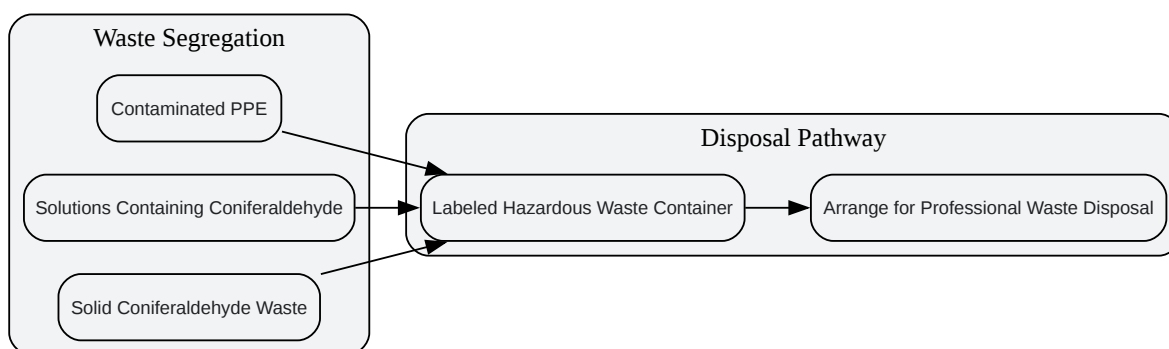 Waste Segregation
Contaminated PPE
Solutions Containing Coniferaldehyde
Solid Coniferaldehyde Waste
Disposal Pathway
Labeled Hazardous Waste Container
Arrange for Professional Waste Disposal